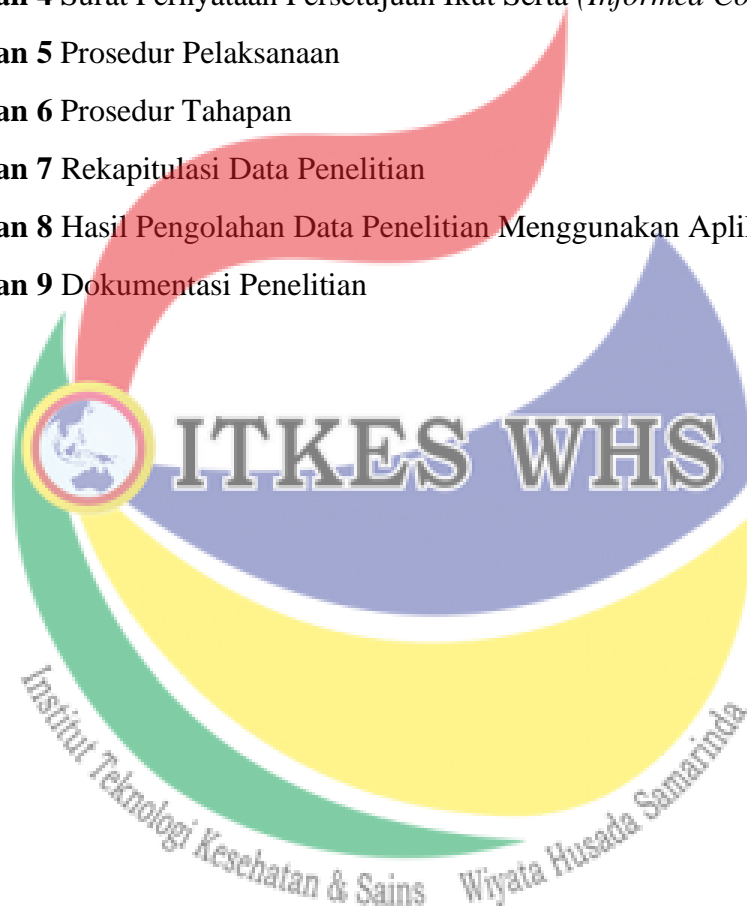 an 4 Surat Pernyataan Persetujuan Ikut Serta (Informed Co
an 5 Prosedur Pelaksanaan
an 6 Prosedur Tahapan
an 7 Rekapitulasi Data Penelitian
an 8 Hasil Pengolahan Data Penelitian Menggunakan Apli
an 9 Dokumentasi Penelitian
ITKES WHS
Institut Teknologi Kesehatan & Sains Wiyata Husada Samarinda